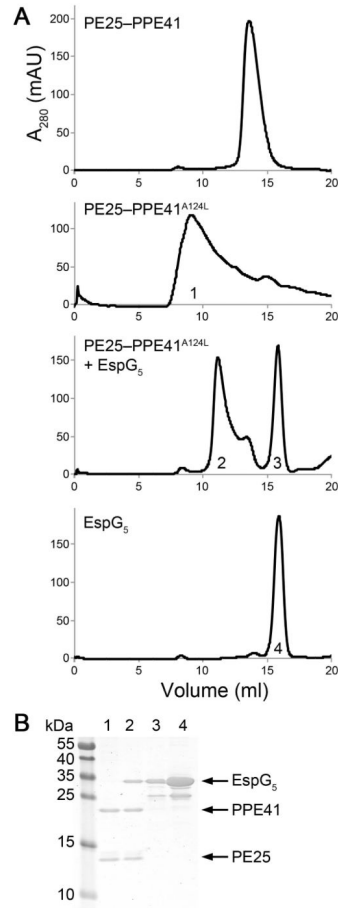 A
PE25–PPE41
A₂₈₀ (mAU)
200
150
100
50
0
0 5 10 15 20
PE25–PPE41ᴬ¹²⁴ᴸ
100
50
0
1
0 5 10 15 20
PE25–PPE41ᴬ¹²⁴ᴸ
+ EspG₅
150
100
50
0
2 3
0 5 10 15 20
EspG₅
150
100
50
0
4
0 5 10 15 20
Volume (ml)
B kDa 1 2 3 4
55
40
35 EspG₅
25
PPE41
15
PE25
10